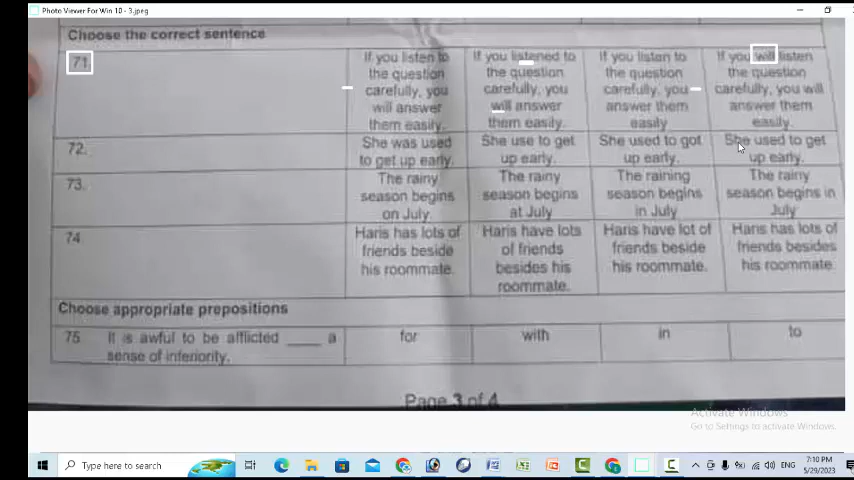 Photo Viewer For Win 10 - 3.jpeg
Choose the correct sentence
71.
If you listen to
the question
carefully, you
will answer
them easily.
If you listened to
the question
carefully, you
will answer
them easily.
If you listen to
the question
carefully, you
answer them
easily
If you will listen
the question
carefully, you will
answer them
easily.
72.
She was used
to get up early.
She use to get
up early.
She used to got
up early.
She used to get
up early.
73.
The rainy
season begins
on July.
The rainy
season begins
at July
The raining
season begins
in July
The rainy
season begins in
July
74
Haris has lots of
friends beside
his roommate.
Haris have lots
of friends
besides his
roommate.
Haris have lot of
friends beside
his roommate.
Haris has lots of
friends besides
his roommate.
Choose appropriate prepositions
75. It is awful to be afflicted ____ a
sense of inferiority.
for
with
in
to
Page 3 of 4
Activate Windows
Go to Settings to activate Windows.
Type here to search
ENG
7:10 PM
5/29/2023